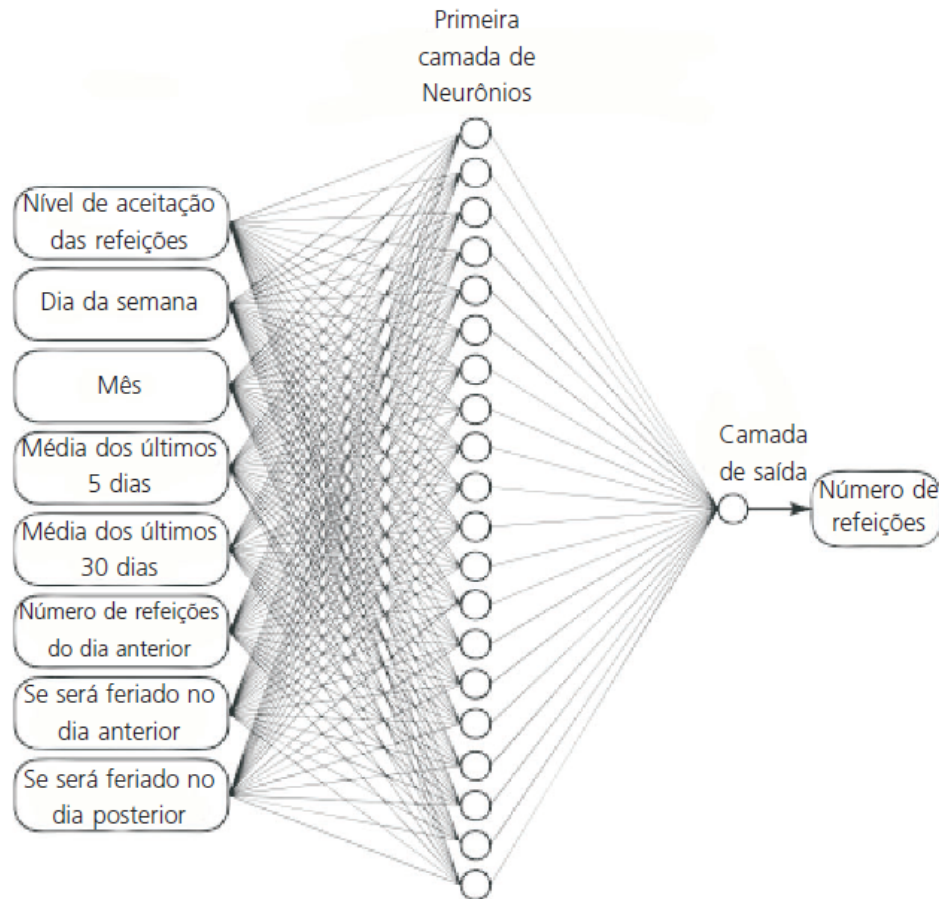 Primeira
camada de
Neurônios
Nível de aceitação
das refeições
Dia da semana
Mês
Média dos últimos
5 dias
Média dos últimos
30 dias
Número de refeições
do dia anterior
Se será feriado no
dia anterior
Se será feriado no
dia posterior
Camada
de saída
Número de
refeições